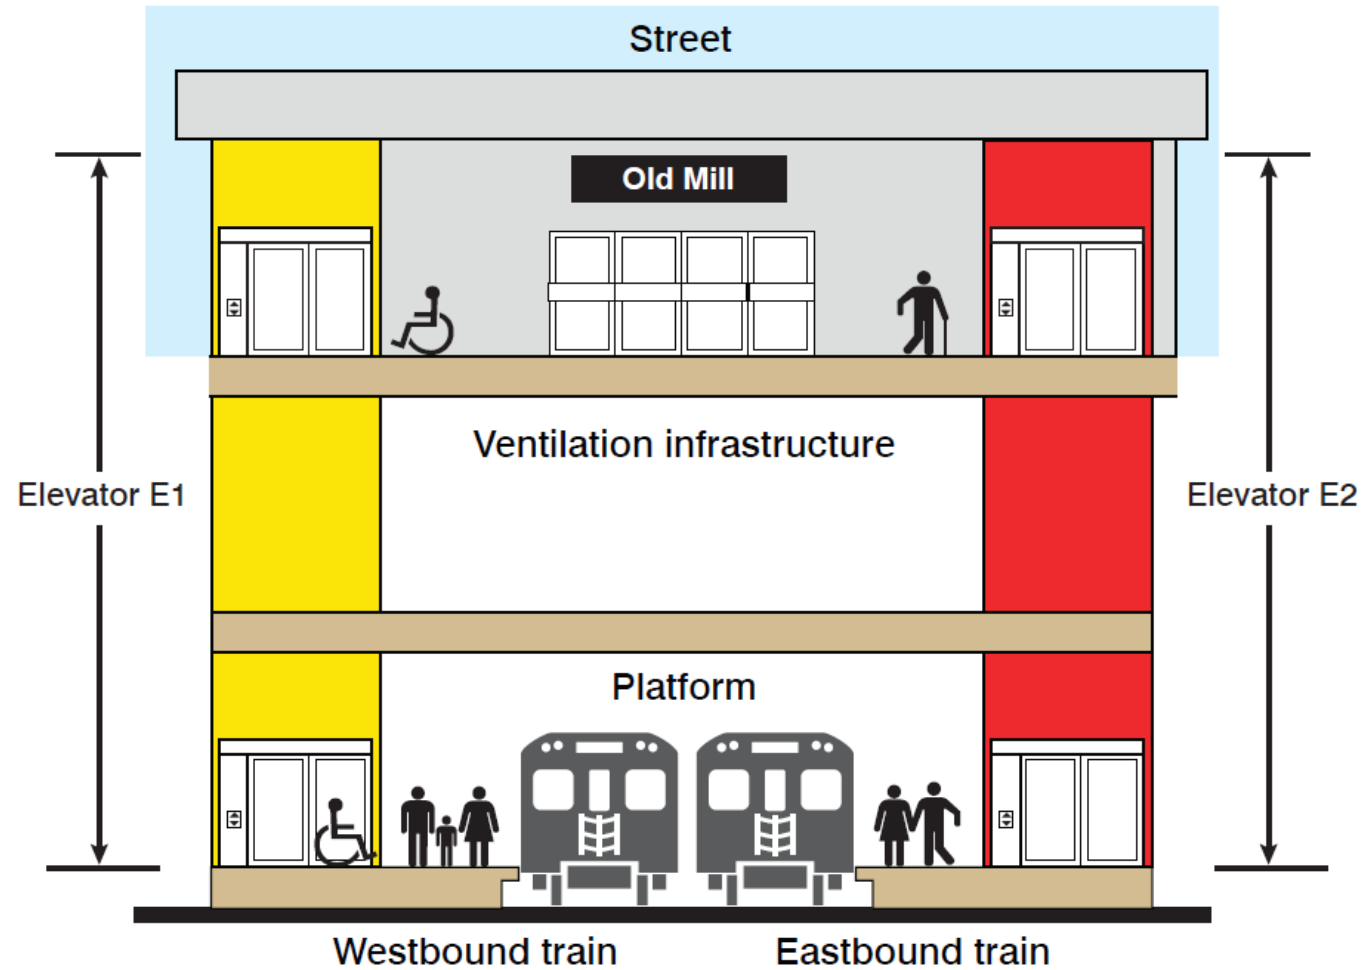 Street
Old Mill
Ventilation infrastructure
Elevator E1
Elevator E2
Platform
Westbound train
Eastbound train